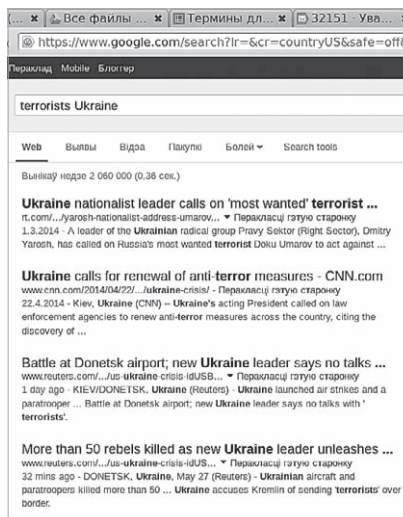 (... × Все файлы ... × Термины дл... × 32151 - Ува...
https://www.google.com/search?lr=&cr=countryUS&safe=off&
Пераклад Mobile Блоггер
terrorists Ukraine
Web Выявы Відэа Пакупкі Болей Search tools
Вынікаў недзе 2 060 000 (0,36 сек.)
Ukraine nationalist leader calls on 'most wanted' terrorist ...
rt.com/.../yarosh-nationalist-address-umarov... Перакласці гэтую старонку
1.3.2014 - A leader of the Ukrainian radical group Pravy Sektor (Right Sector), Dmitry
Yarosh, has called on Russia's most wanted terrorist Doku Umarov to act against ...
Ukraine calls for renewal of anti-terror measures - CNN.com
www.cnn.com/2014/04/22/.../ukraine-crisis/ - Перакласці гэтую старонку
22.4.2014 - Kiev, Ukraine (CNN) -- Ukraine's acting President called on law
enforcement agencies to renew anti-terror measures across the country, citing the
discovery of ...
Battle at Donetsk airport; new Ukraine leader says no talks ...
www.reuters.com/.../us-ukraine-crisis-idUSB... Перакласці гэтую старонку
1 day ago - KIEV/DONETSK, Ukraine (Reuters) - Ukraine launched air strikes and a
paratrooper ... Battle at Donetsk airport; new Ukraine leader says no talks with '
terrorists'.
More than 50 rebels killed as new Ukraine leader unleashes ...
www.reuters.com/.../us-ukraine-crisis-idUS... Перакласці гэтую старонку
32 mins ago - DONETSK, Ukraine, May 27 (Reuters) - Ukrainian aircraft and
paratroopers killed more than 50 ... Ukraine accuses Kremlin of sending 'terrorists' over
border.